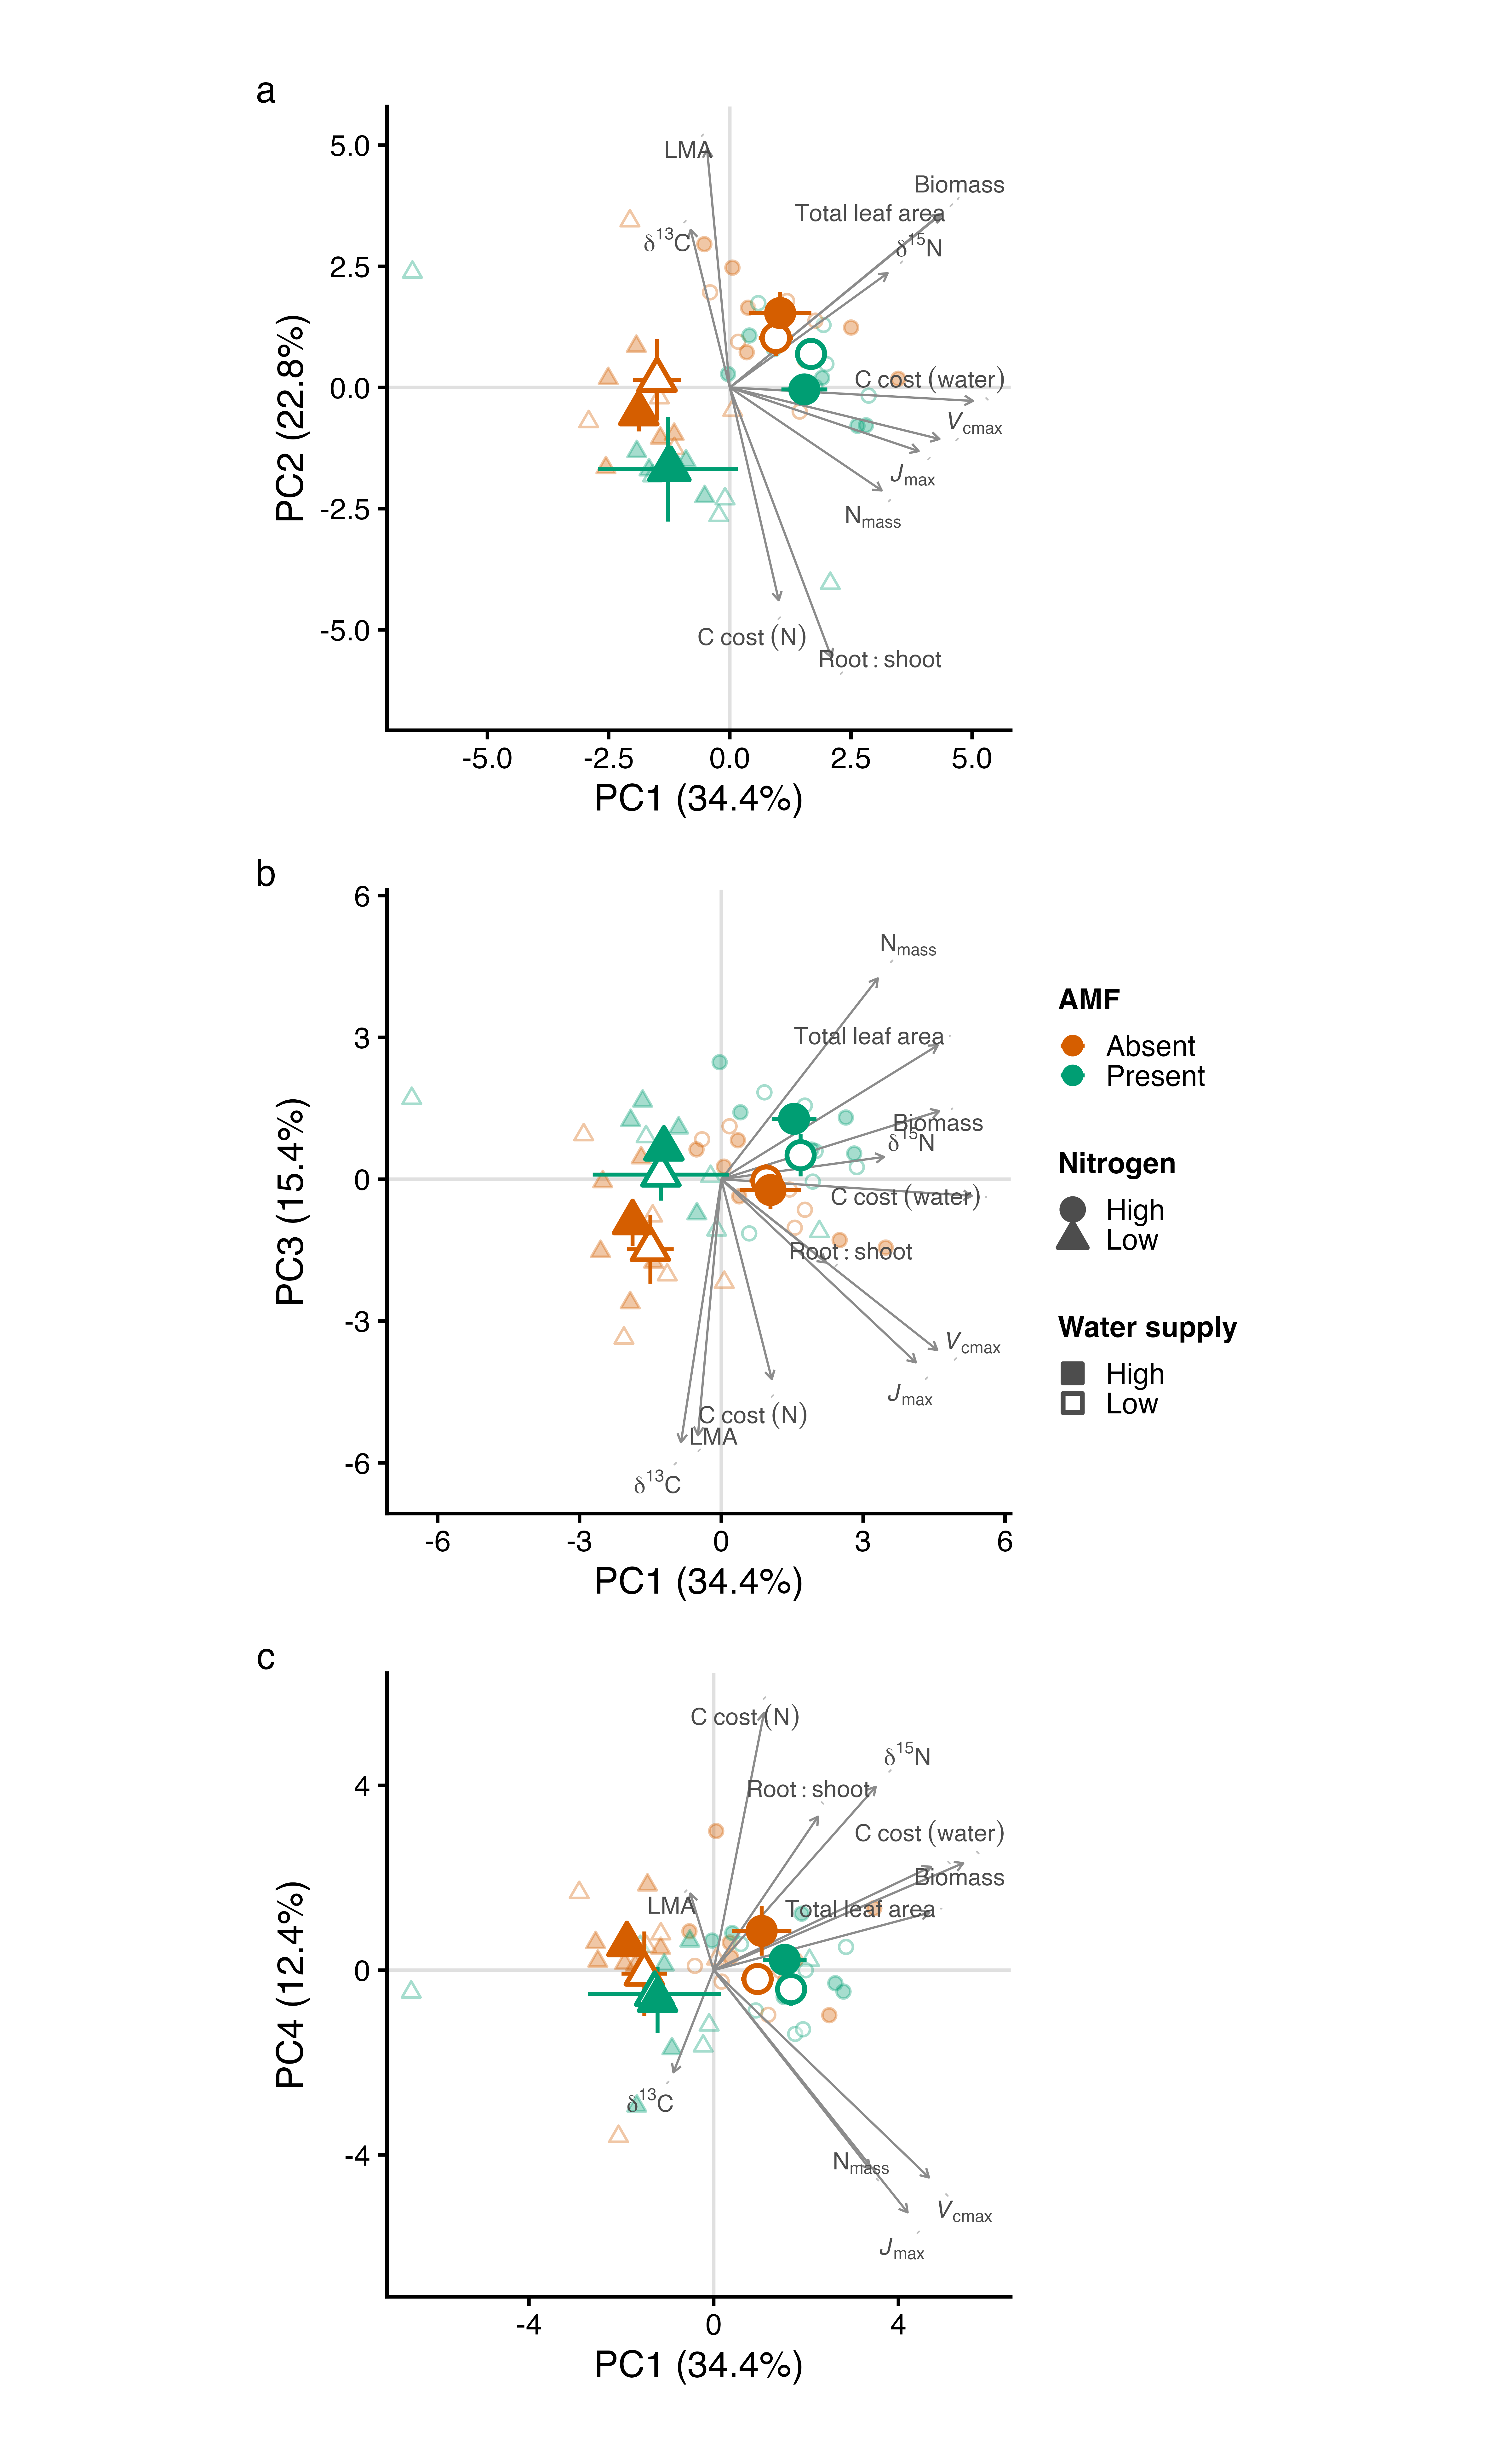 a
5.0
2.5
0.0
-2.5
-5.0
PC2 (22.8%)
LMA
δ13C
Biomass
Total leaf area
δ15N
C cost (water)
Vcmax
Jmax
Nmass
C cost (N)
Root : shoot
-5.0 -2.5 0.0 2.5 5.0
PC1 (34.4%)
b
6
3
0
-3
-6
PC3 (15.4%)
Nmass
Total leaf area
Biomass
δ15N
C cost (water)
Root : shoot
Vcmax
Jmax
C cost (N)
LMA
δ13C
-6 -3 0 3 6
PC1 (34.4%)
AMF
Absent
Present
Nitrogen
High
Low
Water supply
High
Low
c
4
0
-4
PC4 (12.4%)
C cost (N)
δ15N
Root : shoot
C cost (water)
Biomass
LMA
Total leaf area
δ13C
Nmass
Vcmax
Jmax
-4 0 4
PC1 (34.4%)